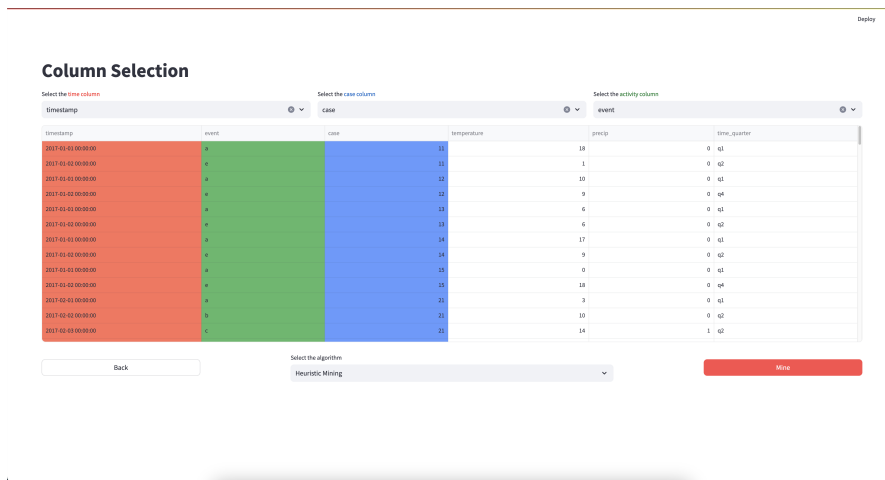 Deploy
Column Selection
Select the time column Select the case column Select the activity column
timestamp case event
timestamp event case temperature precip time_quarter
2017-01-01 00:00:00 a 11 18 0 q1
2017-01-02 00:00:00 e 11 1 0 q2
2017-01-01 00:00:00 a 12 10 0 q1
2017-01-02 00:00:00 e 12 9 0 q4
2017-01-01 00:00:00 a 13 6 0 q1
2017-01-02 00:00:00 e 13 6 0 q2
2017-01-01 00:00:00 a 14 17 0 q1
2017-01-02 00:00:00 e 14 9 0 q2
2017-01-01 00:00:00 a 15 0 0 q1
2017-01-02 00:00:00 e 15 18 0 q4
2017-02-01 00:00:00 a 21 3 0 q1
2017-02-02 00:00:00 b 21 10 0 q2
2017-02-03 00:00:00 c 21 14 1 q2
Select the algorithm
Back Heuristic Mining Mine